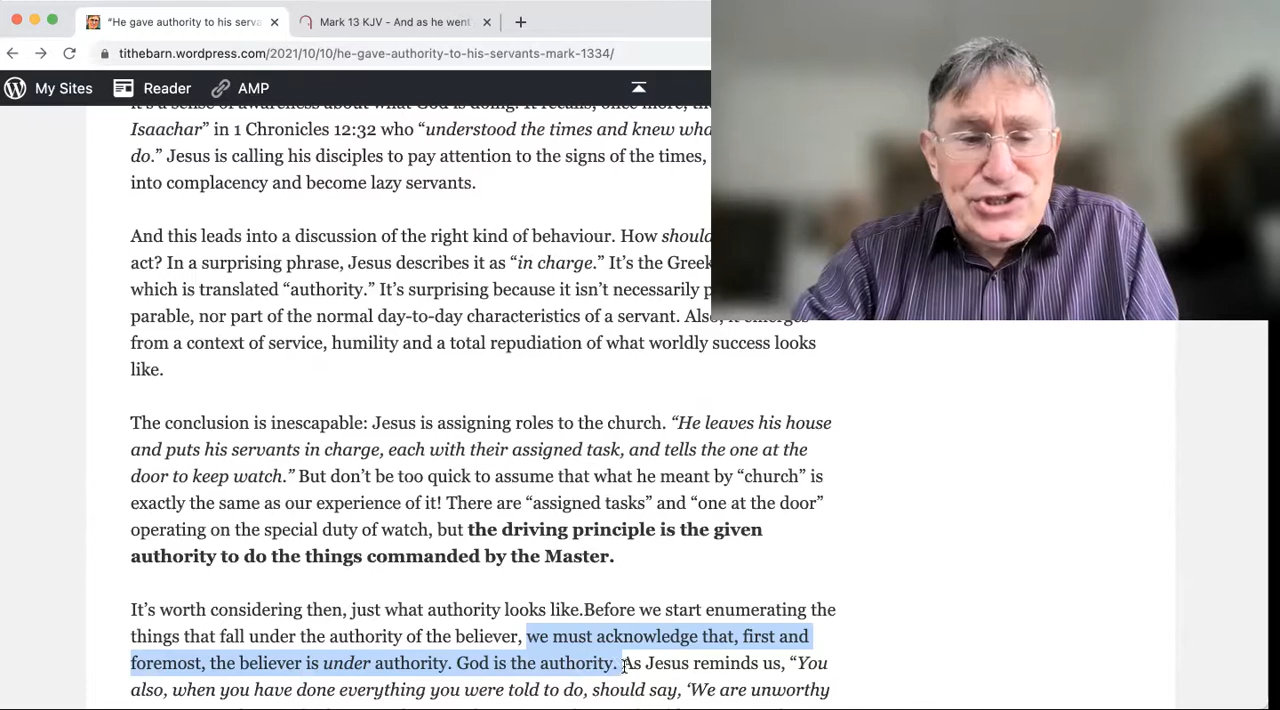 "He gave authority to his serva
Mark 13 KJV - And as he went
tithebarn.wordpress.com/2021/10/10/he-gave-authority-to-his-servants-mark-1334/
My Sites Reader AMP
It's a sense of awareness about what God is doing. It recalls, once more, the
Isaachar" in 1 Chronicles 12:32 who "understood the times and knew wha
do." Jesus is calling his disciples to pay attention to the signs of the times,
into complacency and become lazy servants.
And this leads into a discussion of the right kind of behaviour. How should
act? In a surprising phrase, Jesus describes it as "in charge." It's the Greek
which is translated "authority." It's surprising because it isn't necessarily p
parable, nor part of the normal day-to-day characteristics of a servant. Also, it emerges
from a context of service, humility and a total repudiation of what worldly success looks
like.
The conclusion is inescapable: Jesus is assigning roles to the church. "He leaves his house
and puts his servants in charge, each with their assigned task, and tells the one at the
door to keep watch." But don't be too quick to assume that what he meant by "church" is
exactly the same as our experience of it! There are "assigned tasks" and "one at the door"
operating on the special duty of watch, but the driving principle is the given
authority to do the things commanded by the Master.
It's worth considering then, just what authority looks like.Before we start enumerating the
things that fall under the authority of the believer, we must acknowledge that, first and
foremost, the believer is under authority. God is the authority. As Jesus reminds us, "You
also, when you have done everything you were told to do, should say, 'We are unworthy